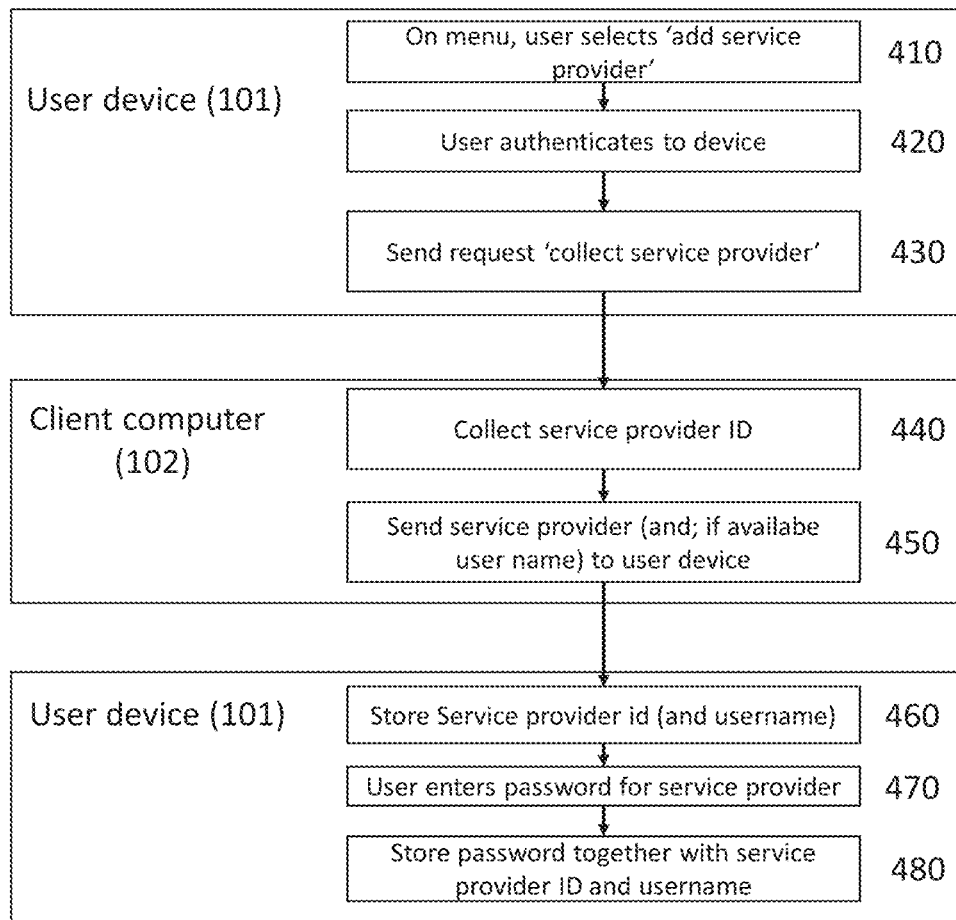 On menu, user selects ‘add service
provider‘
410
User device (101)
User authenticates to device
420
Send request ‘collect service provider’
430
Client computer
(102)
Collect service provider ID
440
Send service provider (and; if availabe
user name) to user device
450
User device (101)
Store Service provider id (and username)
460
User enters password for service provider
470
Store password together with service
provider ID and username
480